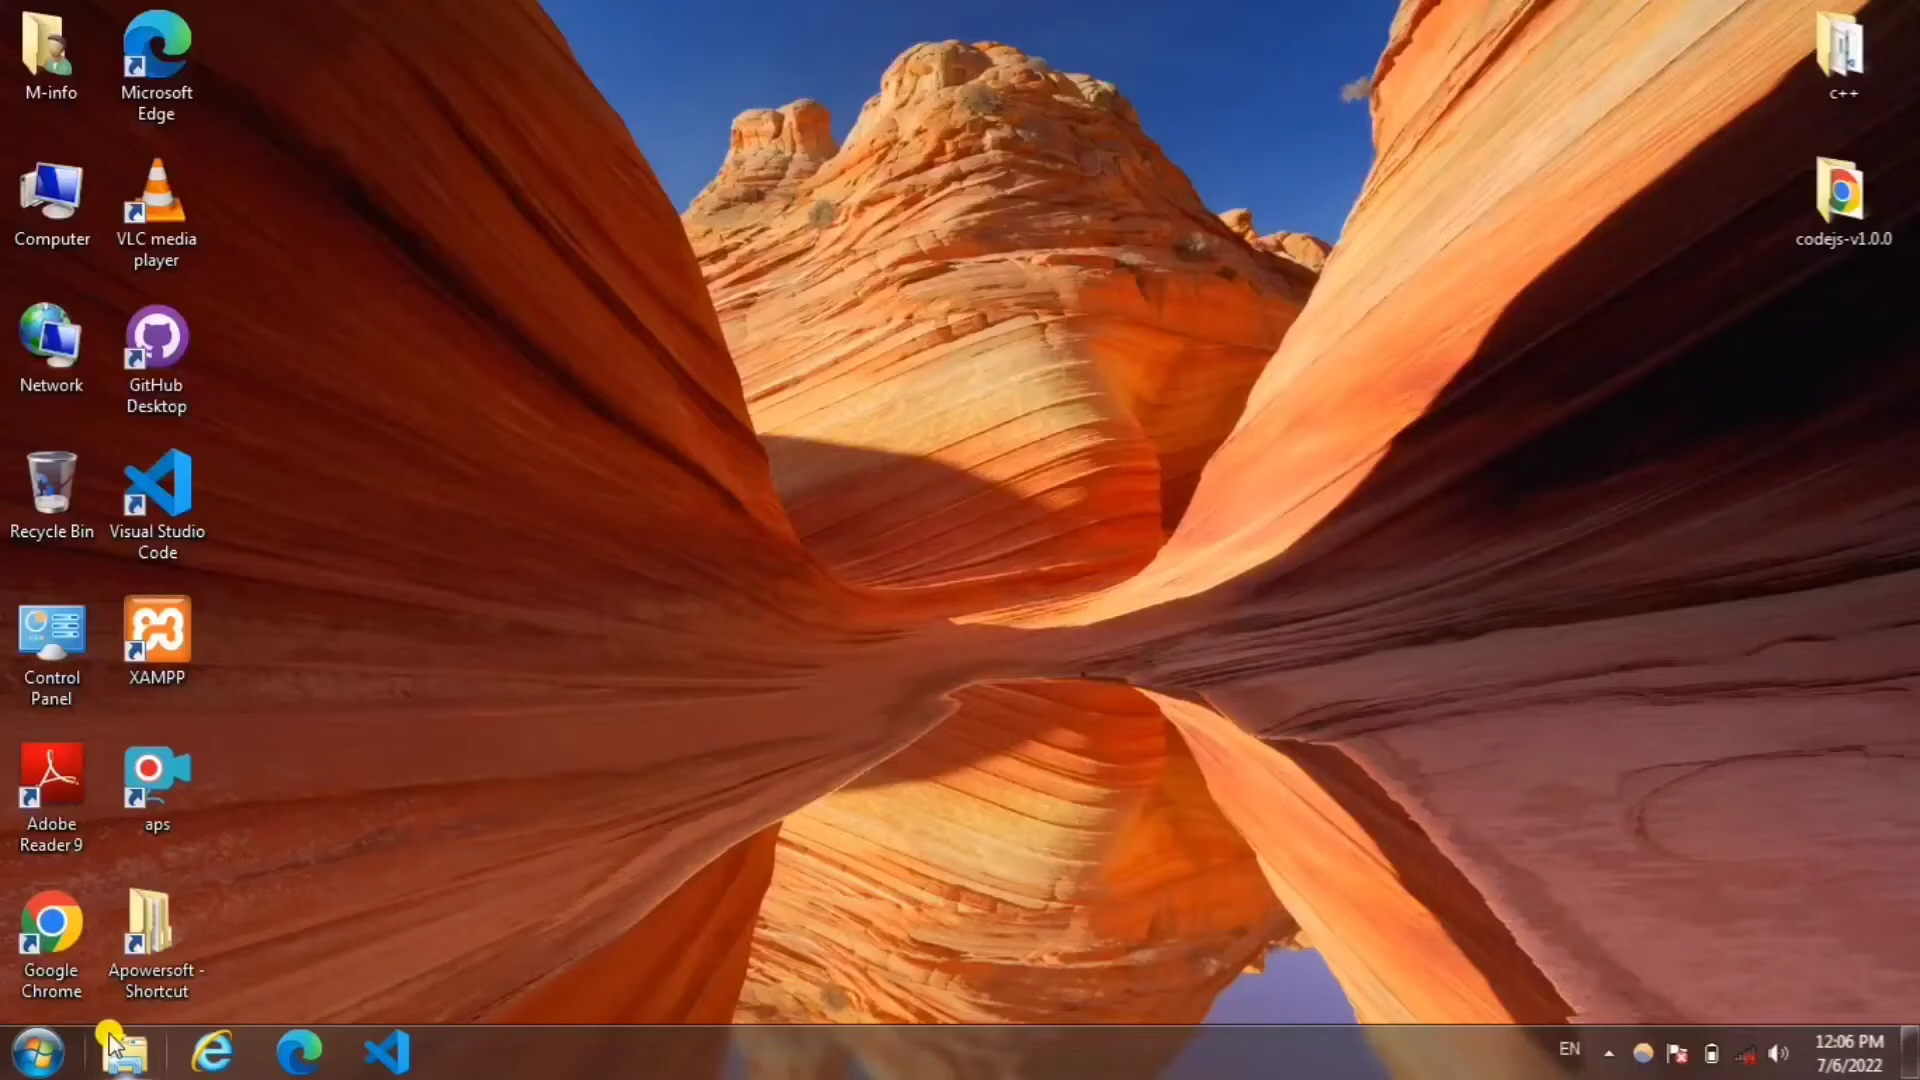 M-info
Microsoft
Edge
c++
Computer
VLC media
player
codejs-v1.0.0
Network
GitHub
Desktop
Recycle Bin
Visual Studio
Code
Control
Panel
XAMPP
Adobe
Reader 9
aps
Google
Chrome
Apowersoft -
Shortcut
EN
12:06 PM
7/6/2022